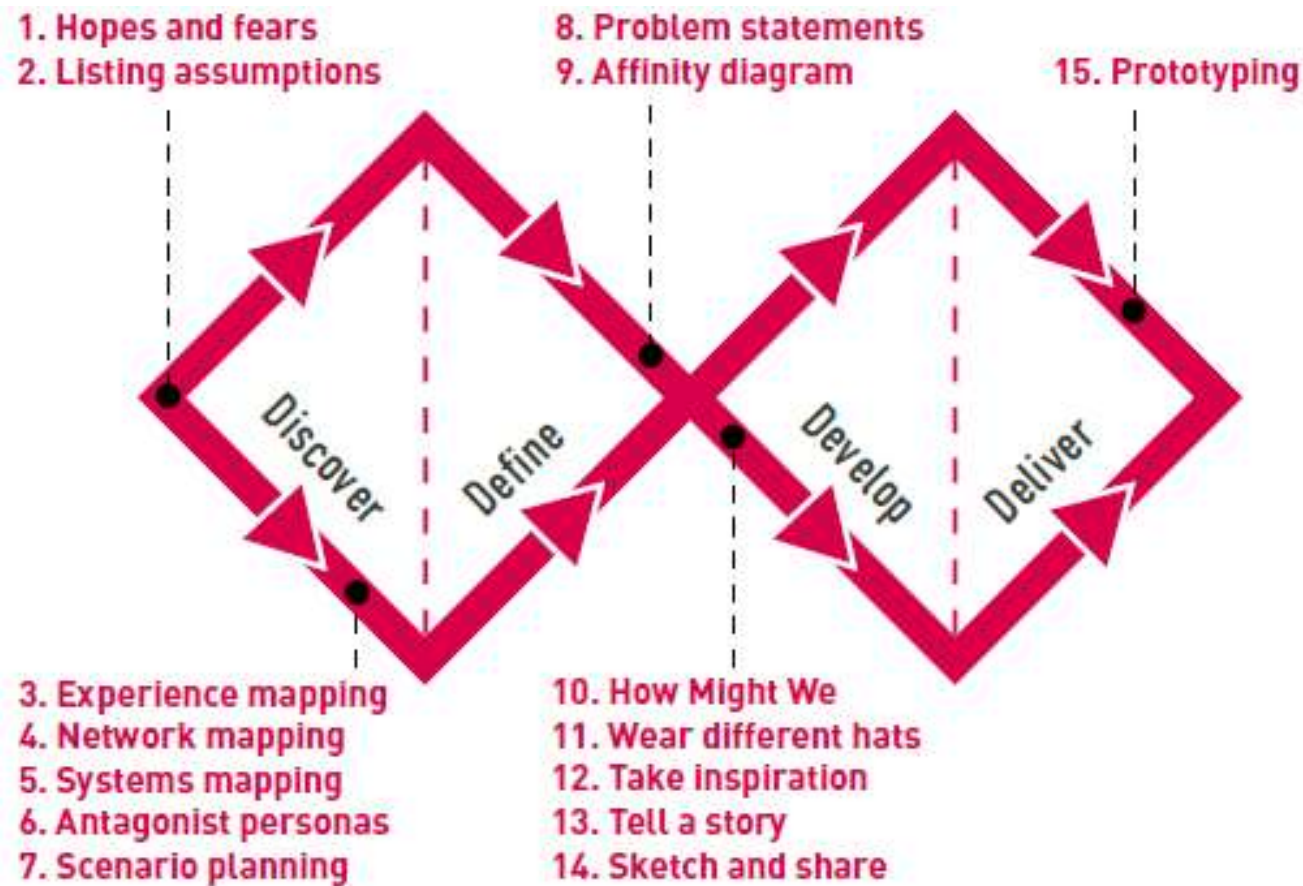 1. Hopes and fears
2. Listing assumptions
8. Problem statements
9. Affinity diagram
15. Prototyping
Discover
Define
Develop
Deliver
3. Experience mapping
4. Network mapping
5. Systems mapping
6. Antagonist personas
7. Scenario planning
10. How Might We
11. Wear different hats
12. Take inspiration
13. Tell a story
14. Sketch and share